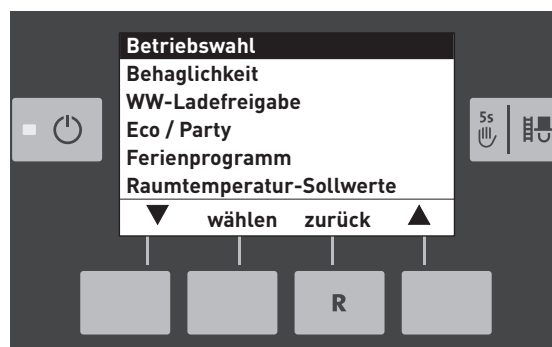 Betriebswahl
Behaglichkeit
WW-Ladefreigabe
Eco / Party
Ferienprogramm
Raumtemperatur-Sollwerte
wählen zurück
5s
R